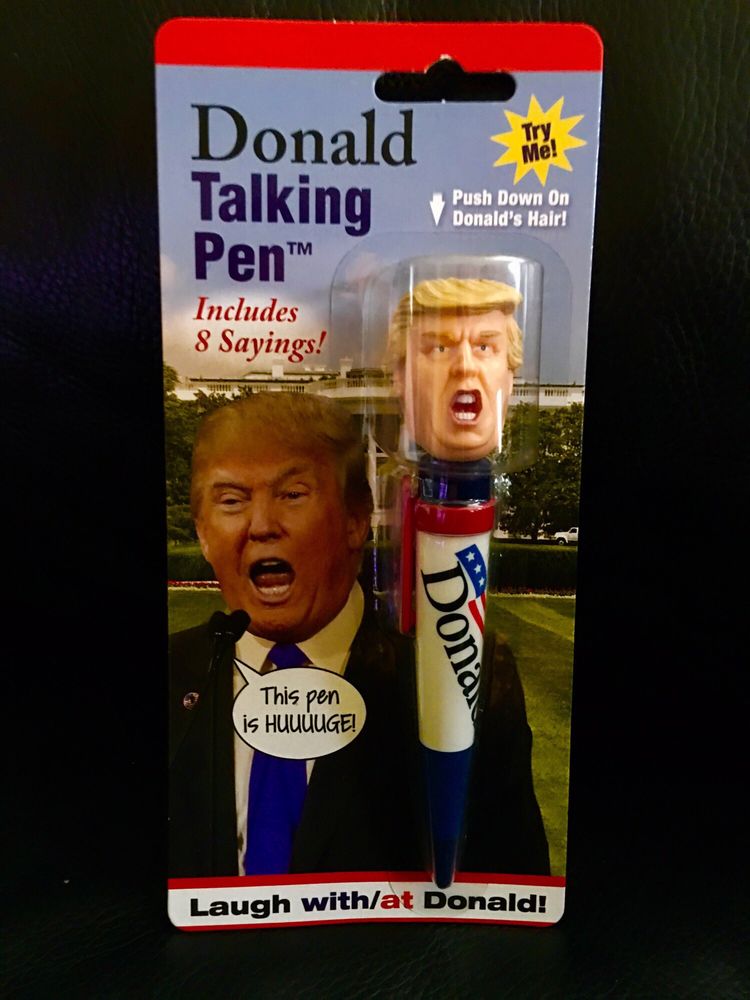 Donald
Talking
Pen™
Includes
8 Sayings!
Try
Me!
Push Down On
Donald's Hair!
Donald
This pen
is HUUUUGE!
Laugh with/at Donald!